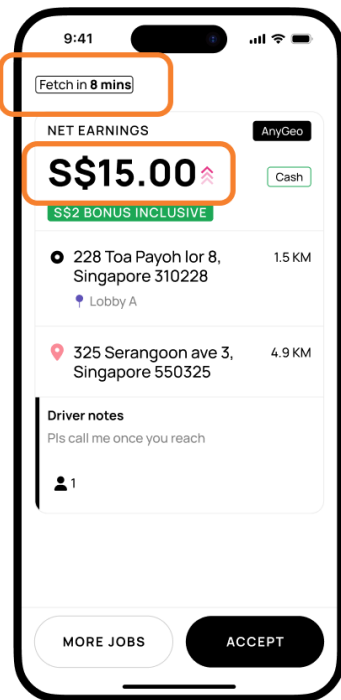 9:41
Fetch in 8 mins
NET EARNINGS
AnyGeo
S$15.00
Cash
S$2 BONUS INCLUSIVE
228 Toa Payoh lor 8,
1.5 KM
Singapore 310228
Lobby A
325 Serangoon ave 3,
4.9 KM
Singapore 550325
Driver notes
Pls call me once you reach
1
MORE JOBS
ACCEPT